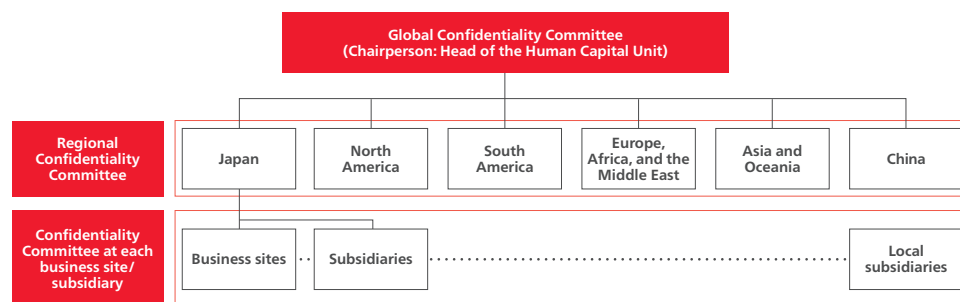 Global Confidentiality Committee
(Chairperson: Head of the Human Capital Unit)
Regional
Confidentiality
Committee
Japan
North
America
South
America
Europe,
Africa, and the
Middle East
Asia and
Oceania
China
Confidentiality
Committee at each
business site/
subsidiary
Business sites
Subsidiaries
Local
subsidiaries